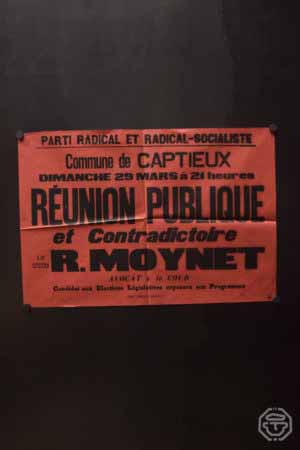 PARTI RADICAL ET RADICAL-SOCIALISTE
Commune de CAPTIEUX
DIMANCHE 29 MARS à 21 heures
RÉUNION PUBLIQUE
et Contradictoire
R. MOYNET
AVOCAT à la COUR
Candidat aux Élections Législatives exposera son Programme